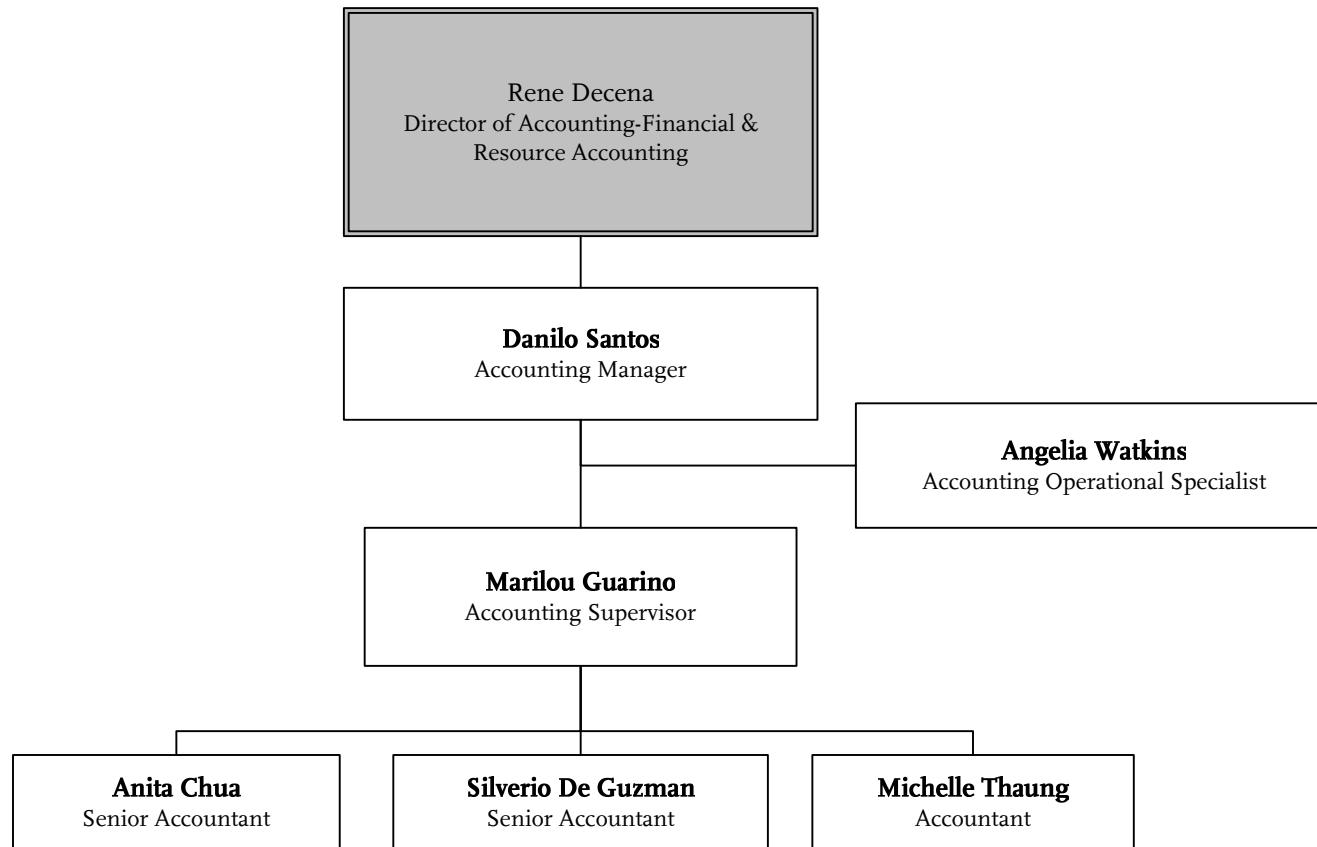 Rene Decena
Director of Accounting-Financial &
Resource Accounting
Danilo Santos
Accounting Manager
Angelia Watkins
Accounting Operational Specialist
Marilou Guarino
Accounting Supervisor
Anita Chua
Senior Accountant
Silverio De Guzman
Senior Accountant
Michelle Thaung
Accountant